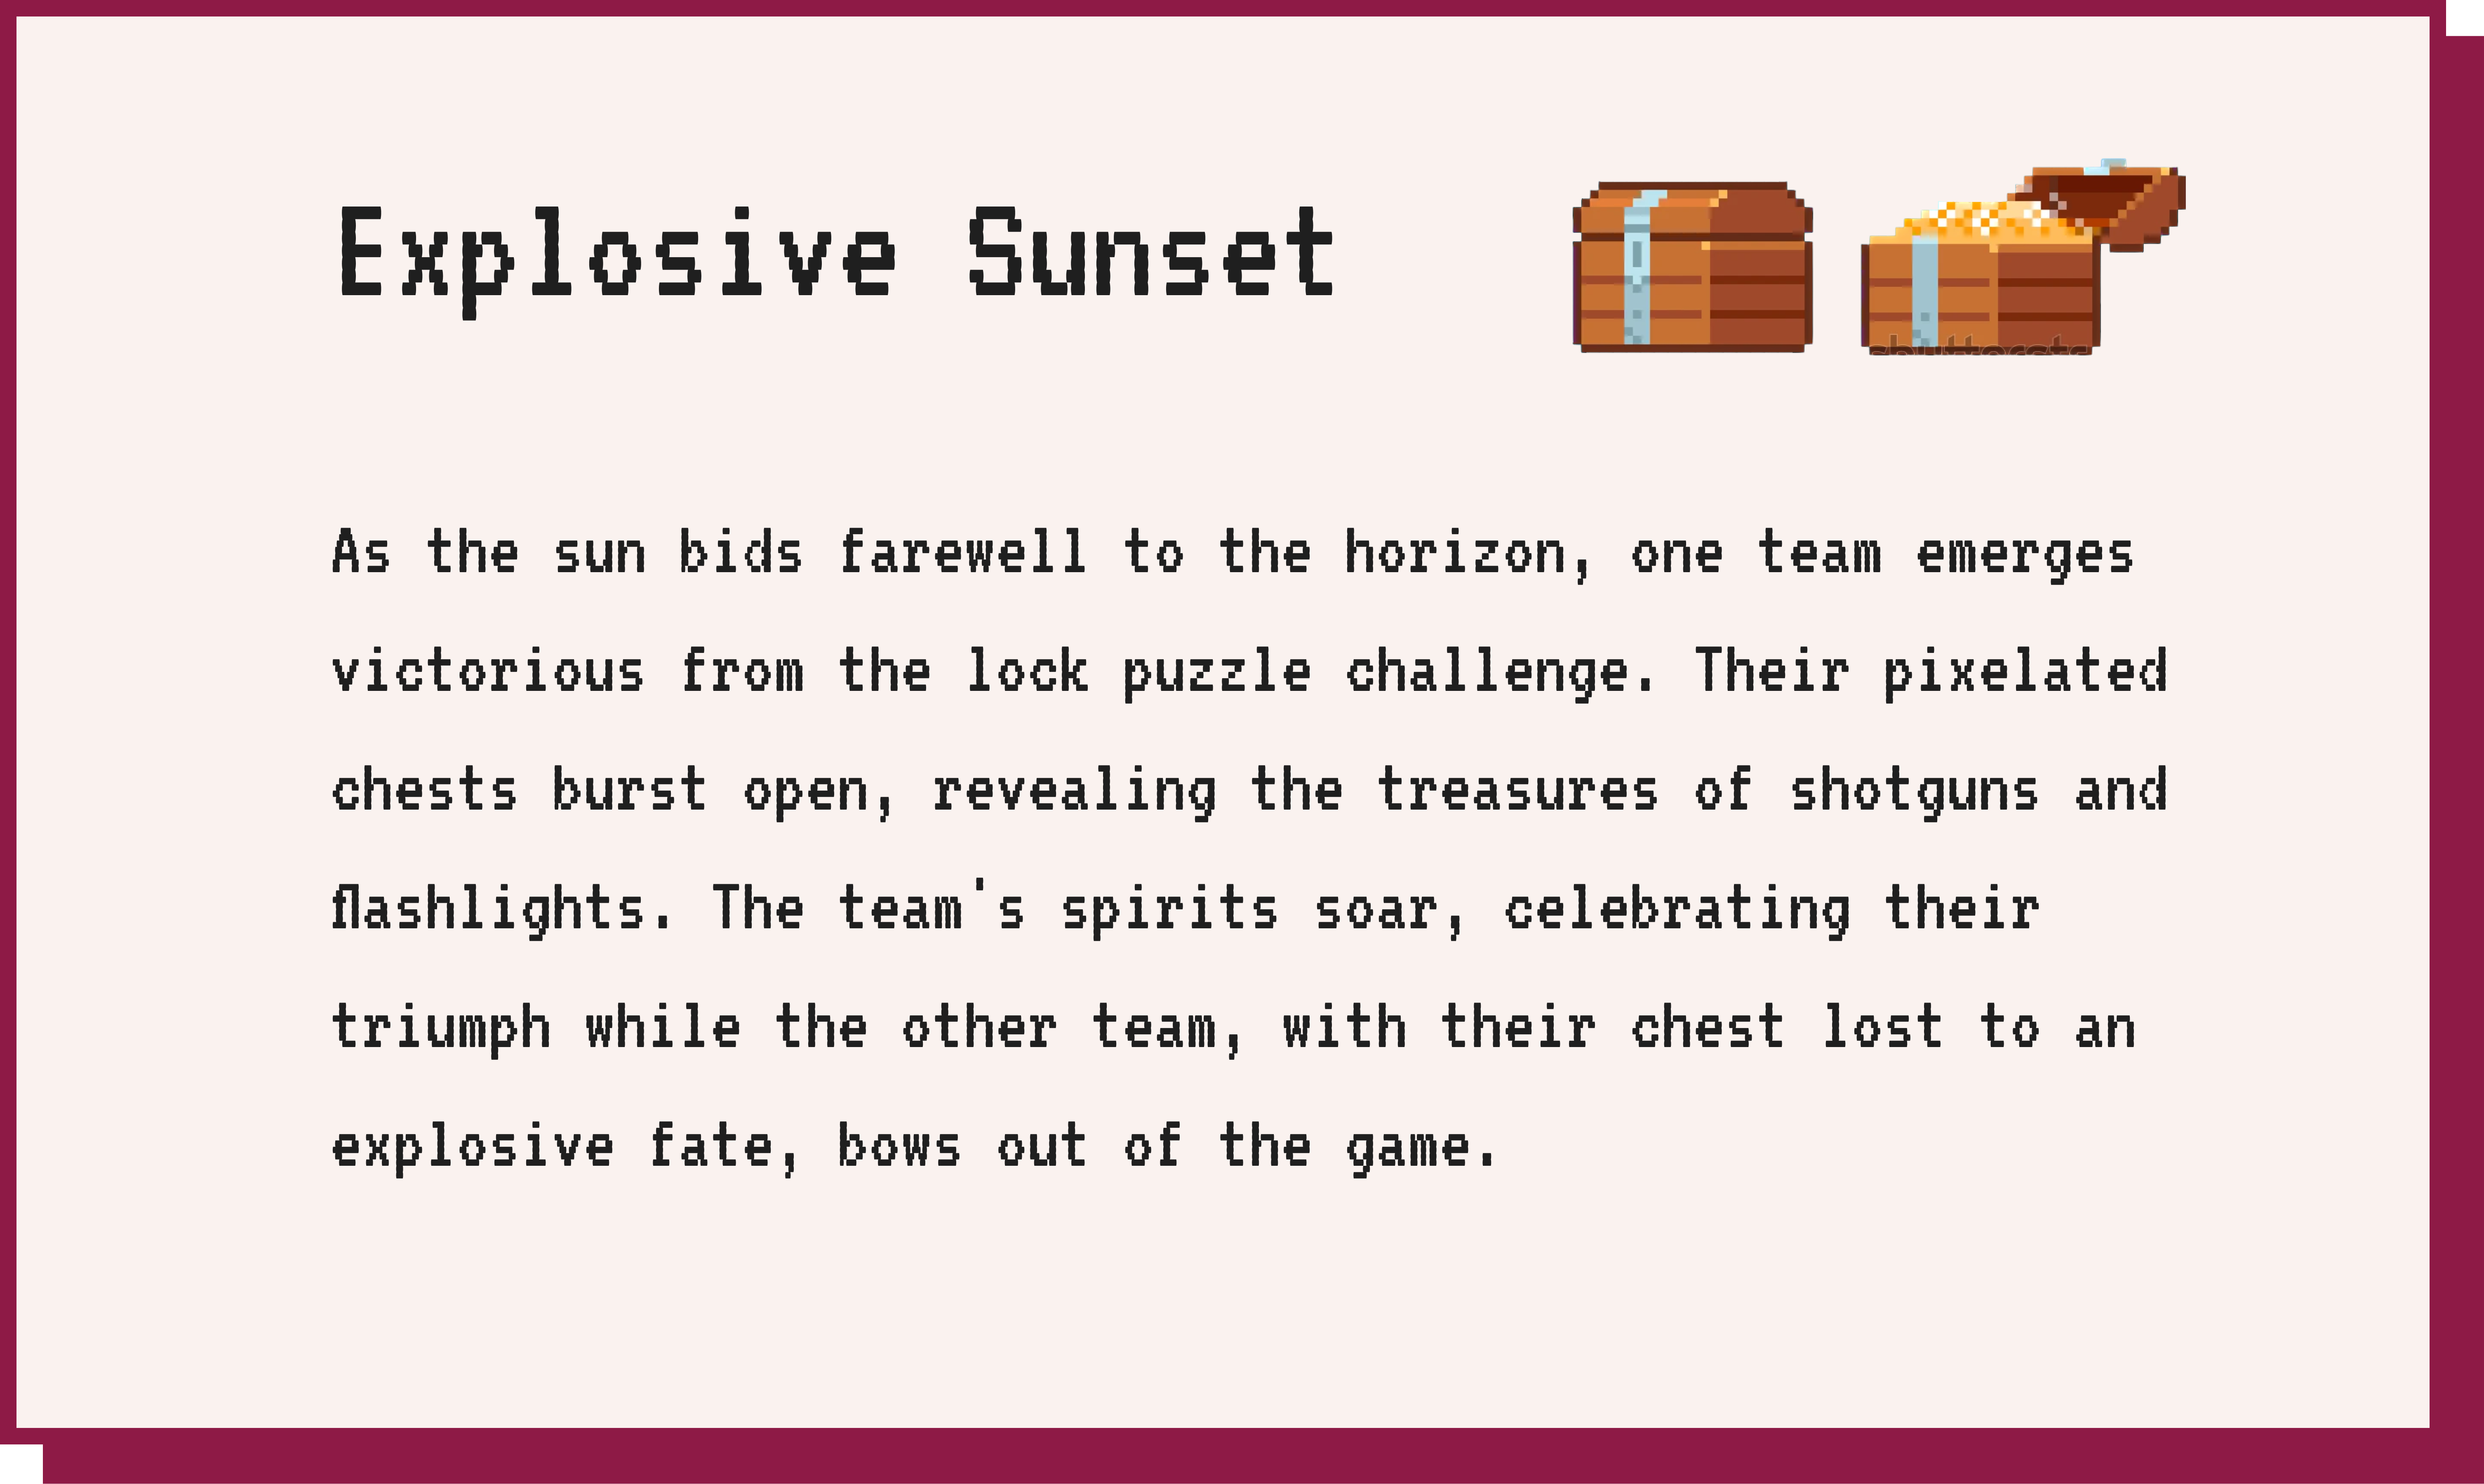 Explosive Sunset
As the sun bids farewell to the horizon, one team emerges
victorious from the lock puzzle challenge. Their pixelated
chests burst open, revealing the treasures of shotguns and
flashlights. The team's spirits soar, celebrating their
triumph while the other team, with their chest lost to an
explosive fate, bows out of the game.